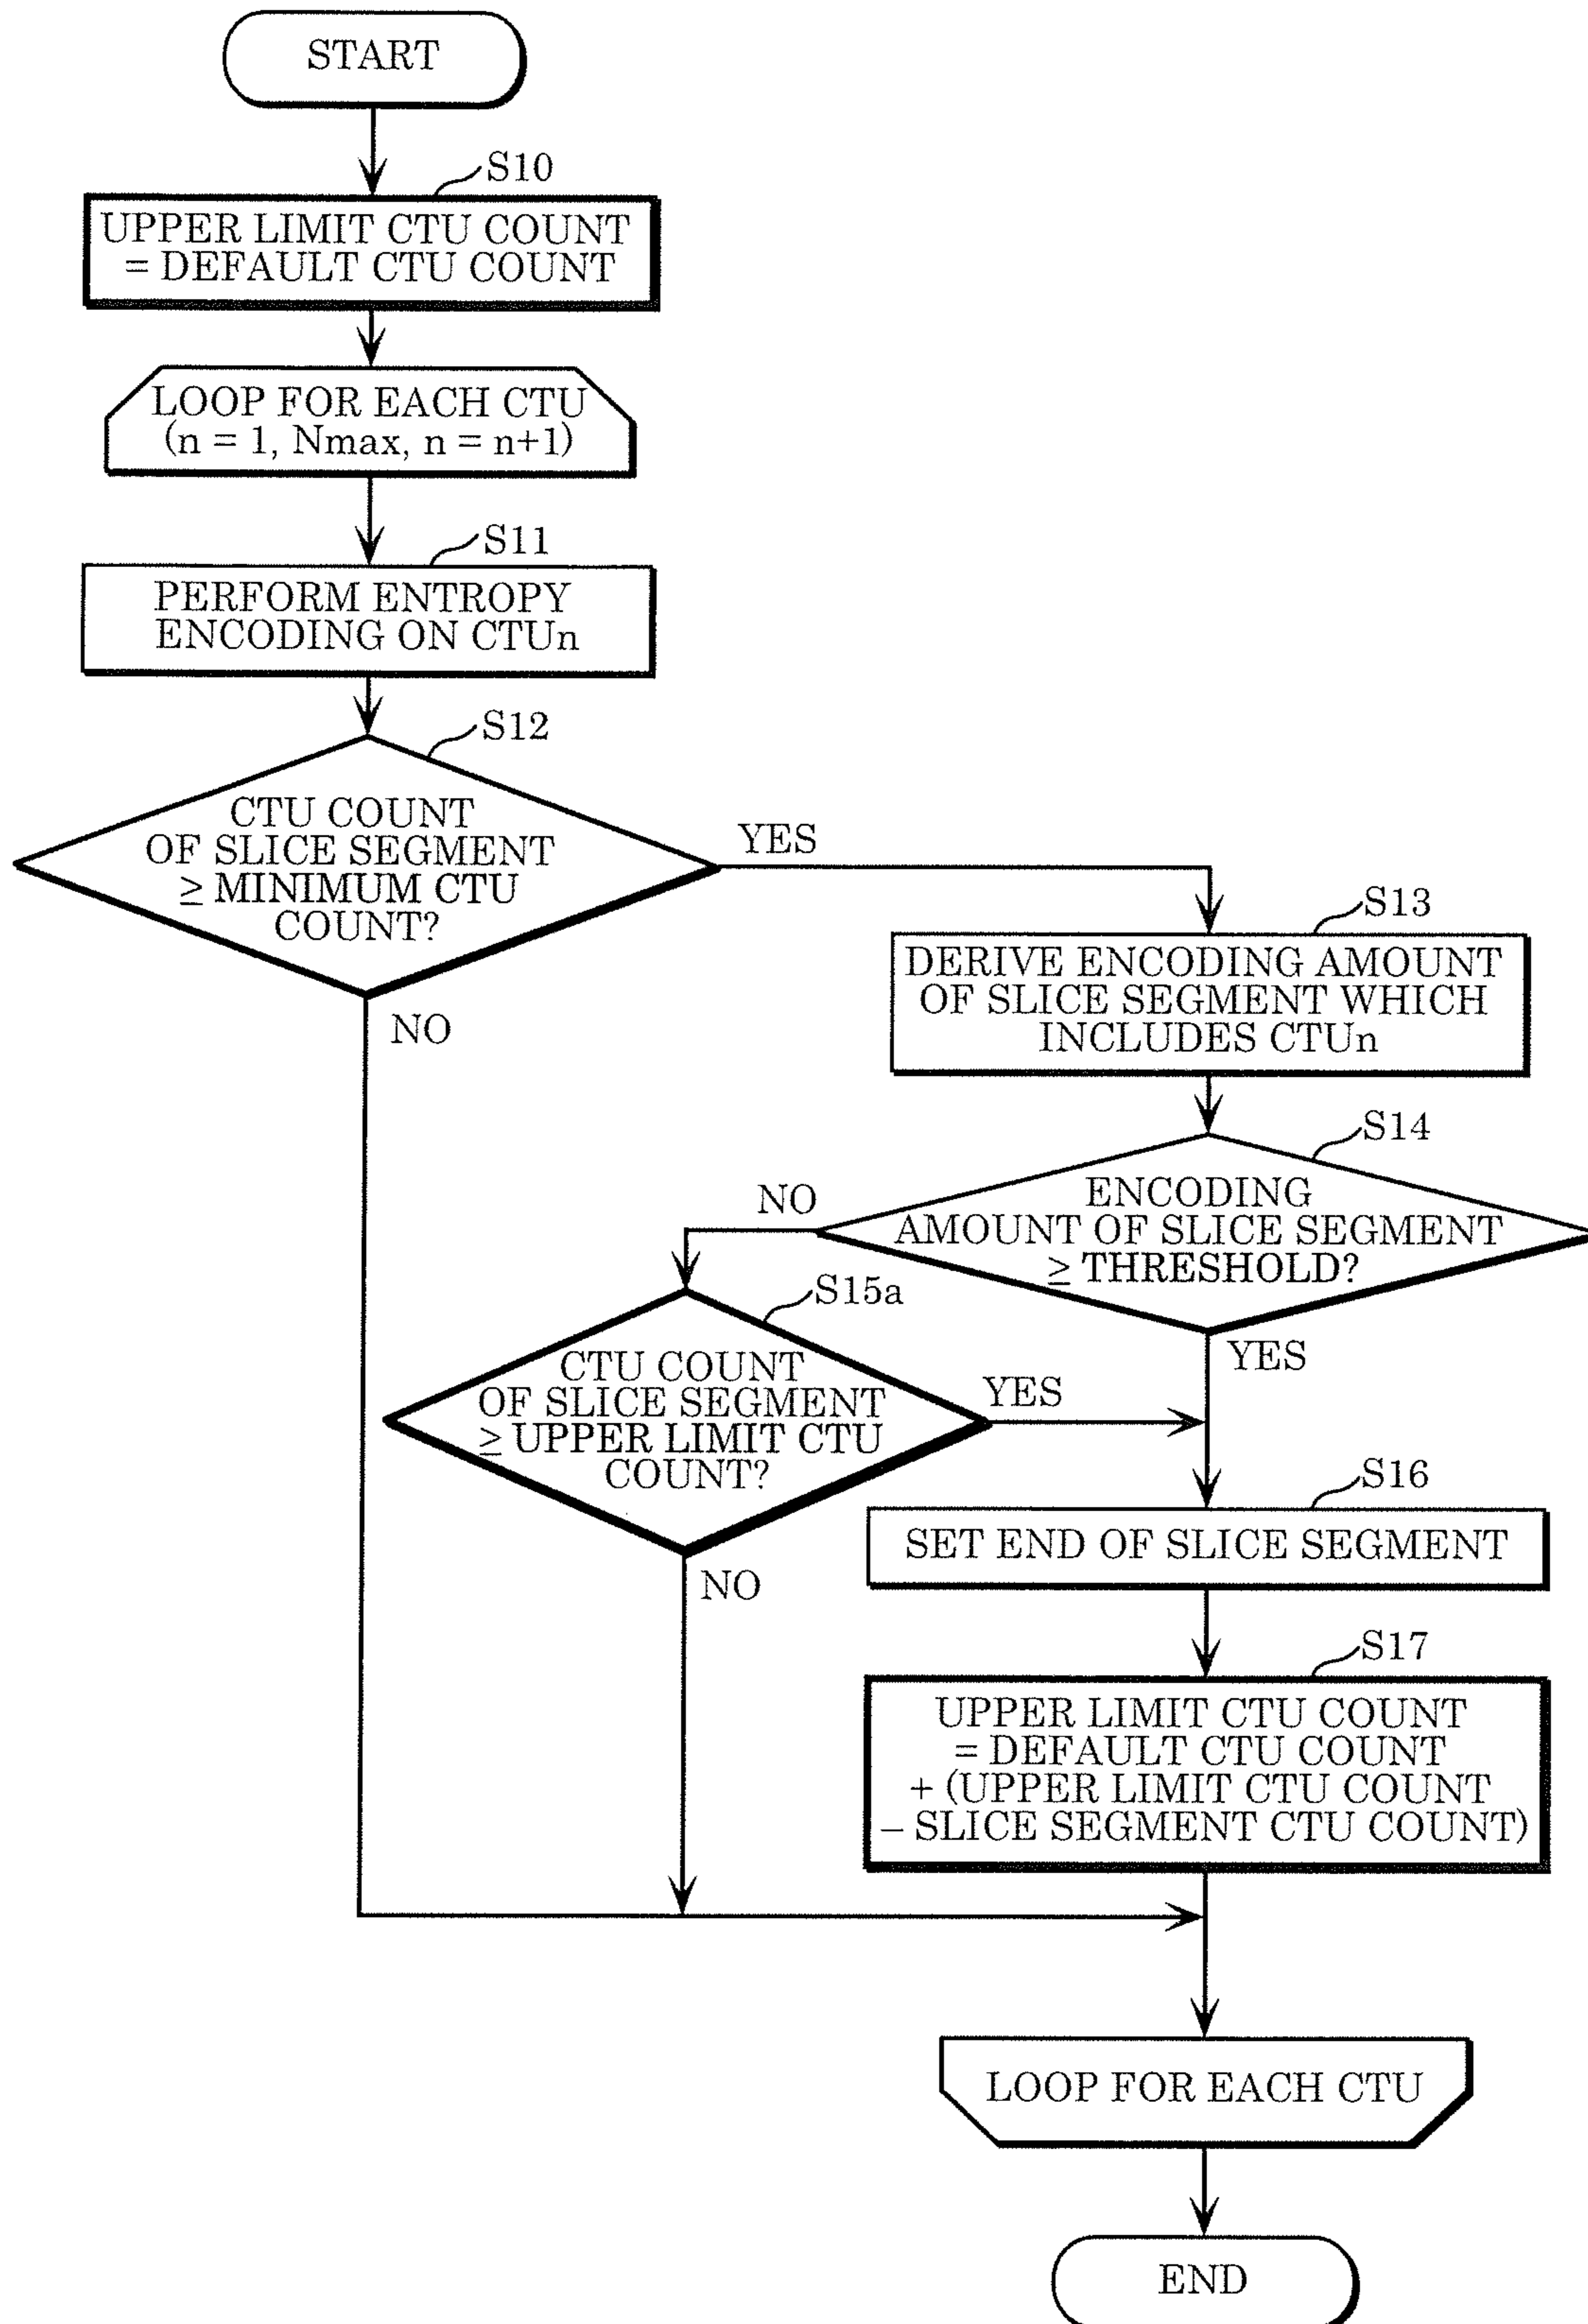 START
S10
UPPER LIMIT CTU COUNT
= DEFAULT CTU COUNT
LOOP FOR EACH CTU
(n = 1, Nmax, n = n+1)
S11
PERFORM ENTROPY
ENCODING ON CTUn
S12
CTU COUNT
OF SLICE SEGMENT
≥ MINIMUM CTU
COUNT?
YES
NO
S13
DERIVE ENCODING AMOUNT
OF SLICE SEGMENT WHICH
INCLUDES CTUn
S14
ENCODING
AMOUNT OF SLICE SEGMENT
≥ THRESHOLD?
NO
YES
S15a
CTU COUNT
OF SLICE SEGMENT
≥ UPPER LIMIT CTU
COUNT?
YES
NO
S16
SET END OF SLICE SEGMENT
S17
UPPER LIMIT CTU COUNT
= DEFAULT CTU COUNT
+ (UPPER LIMIT CTU COUNT
– SLICE SEGMENT CTU COUNT)
LOOP FOR EACH CTU
END